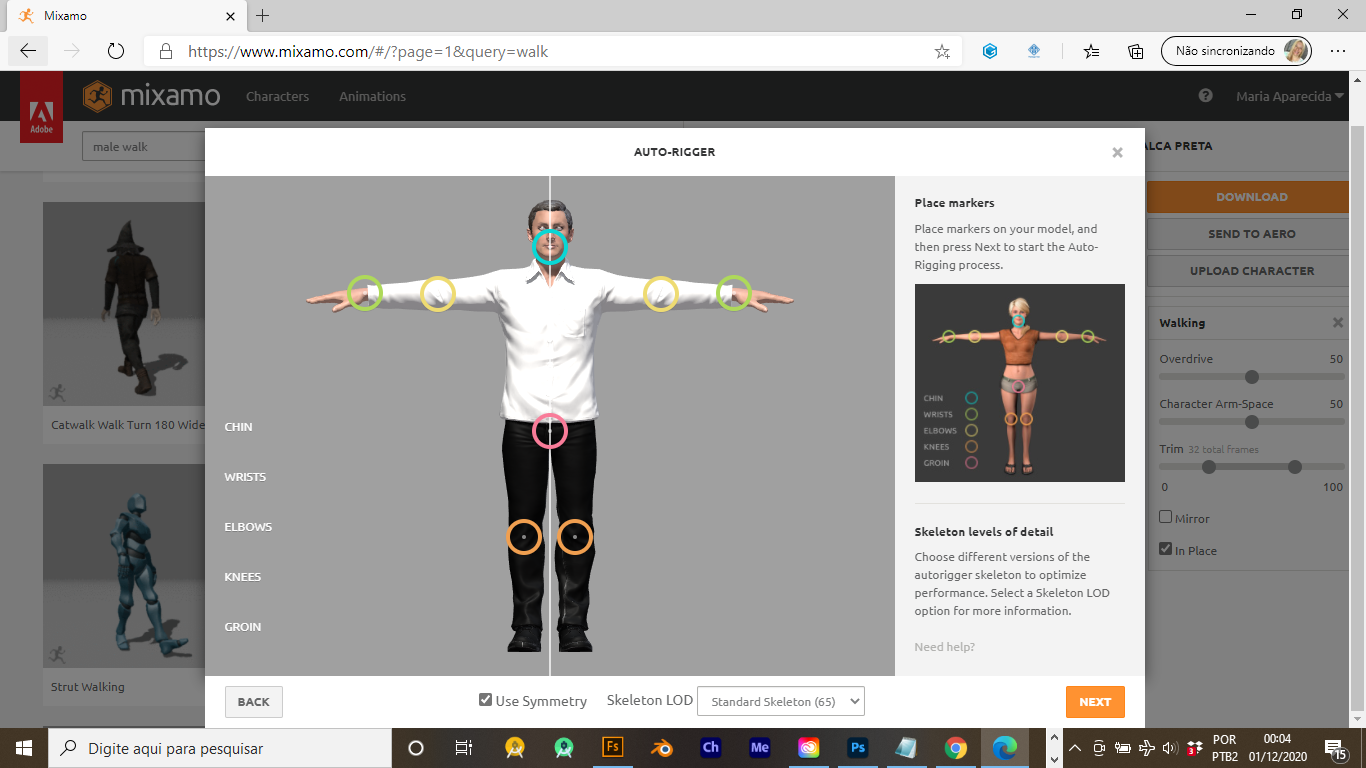 Mixamo
https://www.mixamo.com/#/?page=1&query=walk
Não sincronizando
Adobe
mixamo
Characters
Animations
Maria Aparecida
male walk
AUTO-RIGGER
ALCA PRETA
DOWNLOAD
SEND TO AERO
UPLOAD CHARACTER
Catwalk Walk Turn 180 Wide
Strut Walking
CHIN
WRISTS
ELBOWS
KNEES
GROIN
Place markers
Place markers on your model, and
then press Next to start the Auto-
Rigging process.
CHIN
WRISTS
ELBOWS
KNEES
GROIN
Skeleton levels of detail
Choose different versions of the
autorigger skeleton to optimize
performance. Select a Skeleton LOD
option for more information.
Need help?
Walking
Overdrive 50
Character Arm-Space 50
Trim 32 total frames
0 100
Mirror
In Place
BACK
Use Symmetry
Skeleton LOD
Standard Skeleton (65)
NEXT
Digite aqui para pesquisar
Fs
Ch
Me
Ps
3
POR
PTB2
00:04
01/12/2020
15